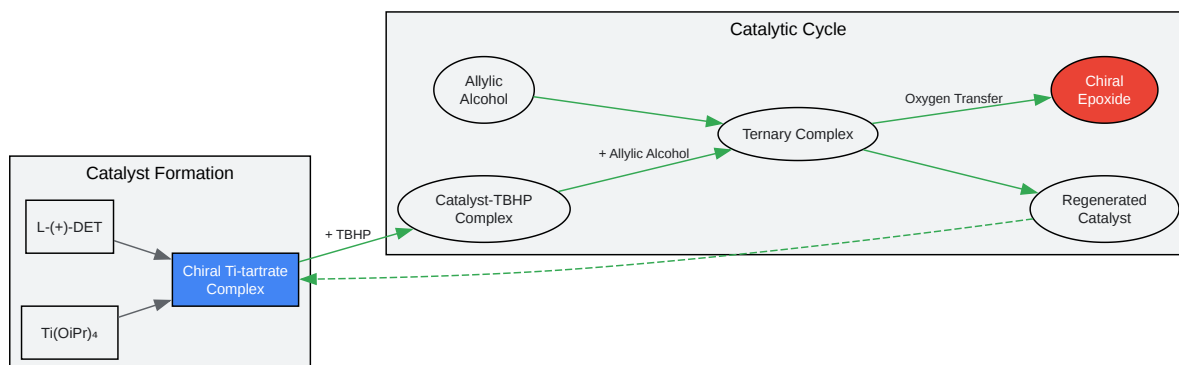 Catalytic Cycle
Allylic
Alcohol
Chiral
Epoxide
Oxygen Transfer
Ternary Complex
+ Allylic Alcohol
Catalyst Formation
Catalyst-TBHP
Complex
Regenerated
Catalyst
L-(+)-DET
+ TBHP
Chiral Ti-tartrate
Complex
Ti(OiPr)₄